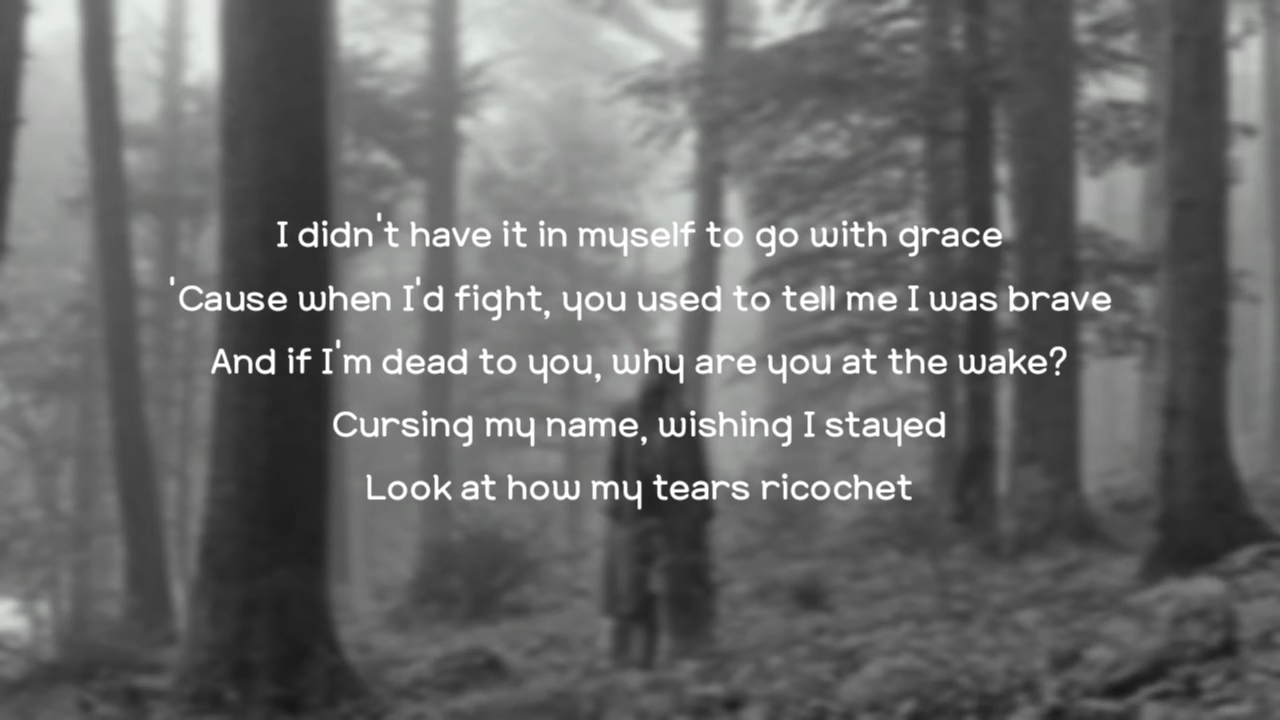 I didn't have it in myself to go with grace
'Cause when I'd fight, you used to tell me I was brave
And if I'm dead to you, why are you at the wake?
Cursing my name, wishing I stayed
Look at how my tears ricochet